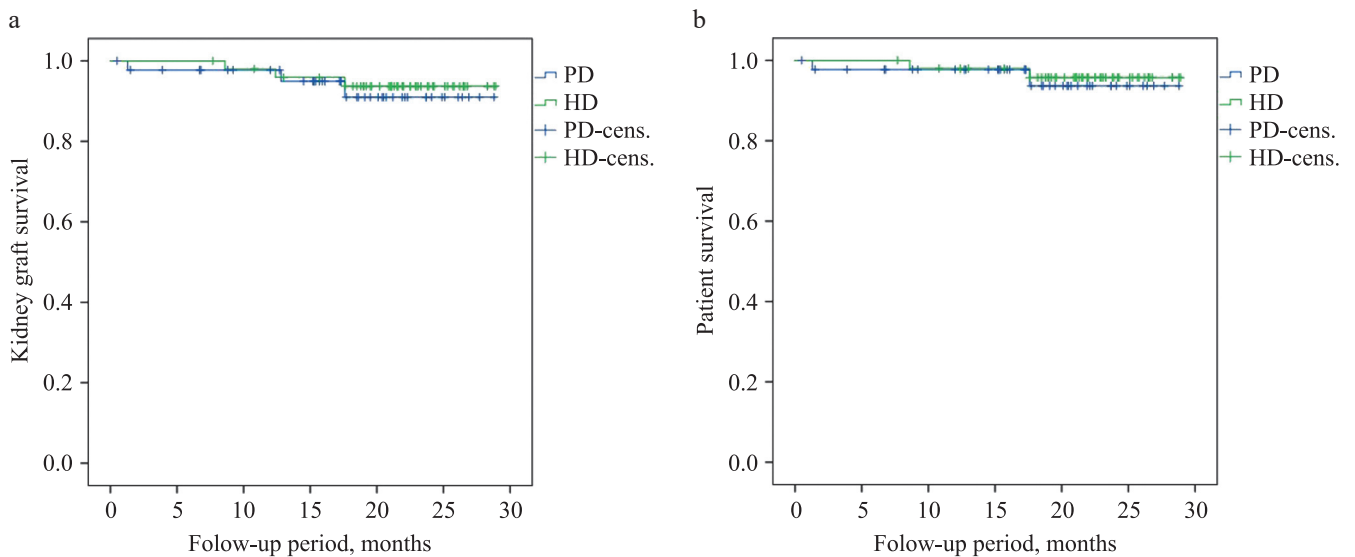 a
Kidney graft survival
1.0
0.8
0.6
0.4
0.2
0.0
0 5 10 15 20 25 30
Folow-up period, months
PD
HD
PD-cens.
HD-cens.
b
Patient survival
1.0
0.8
0.6
0.4
0.2
0.0
0 5 10 15 20 25 30
Folow-up period, months
PD
HD
PD-cens.
HD-cens.